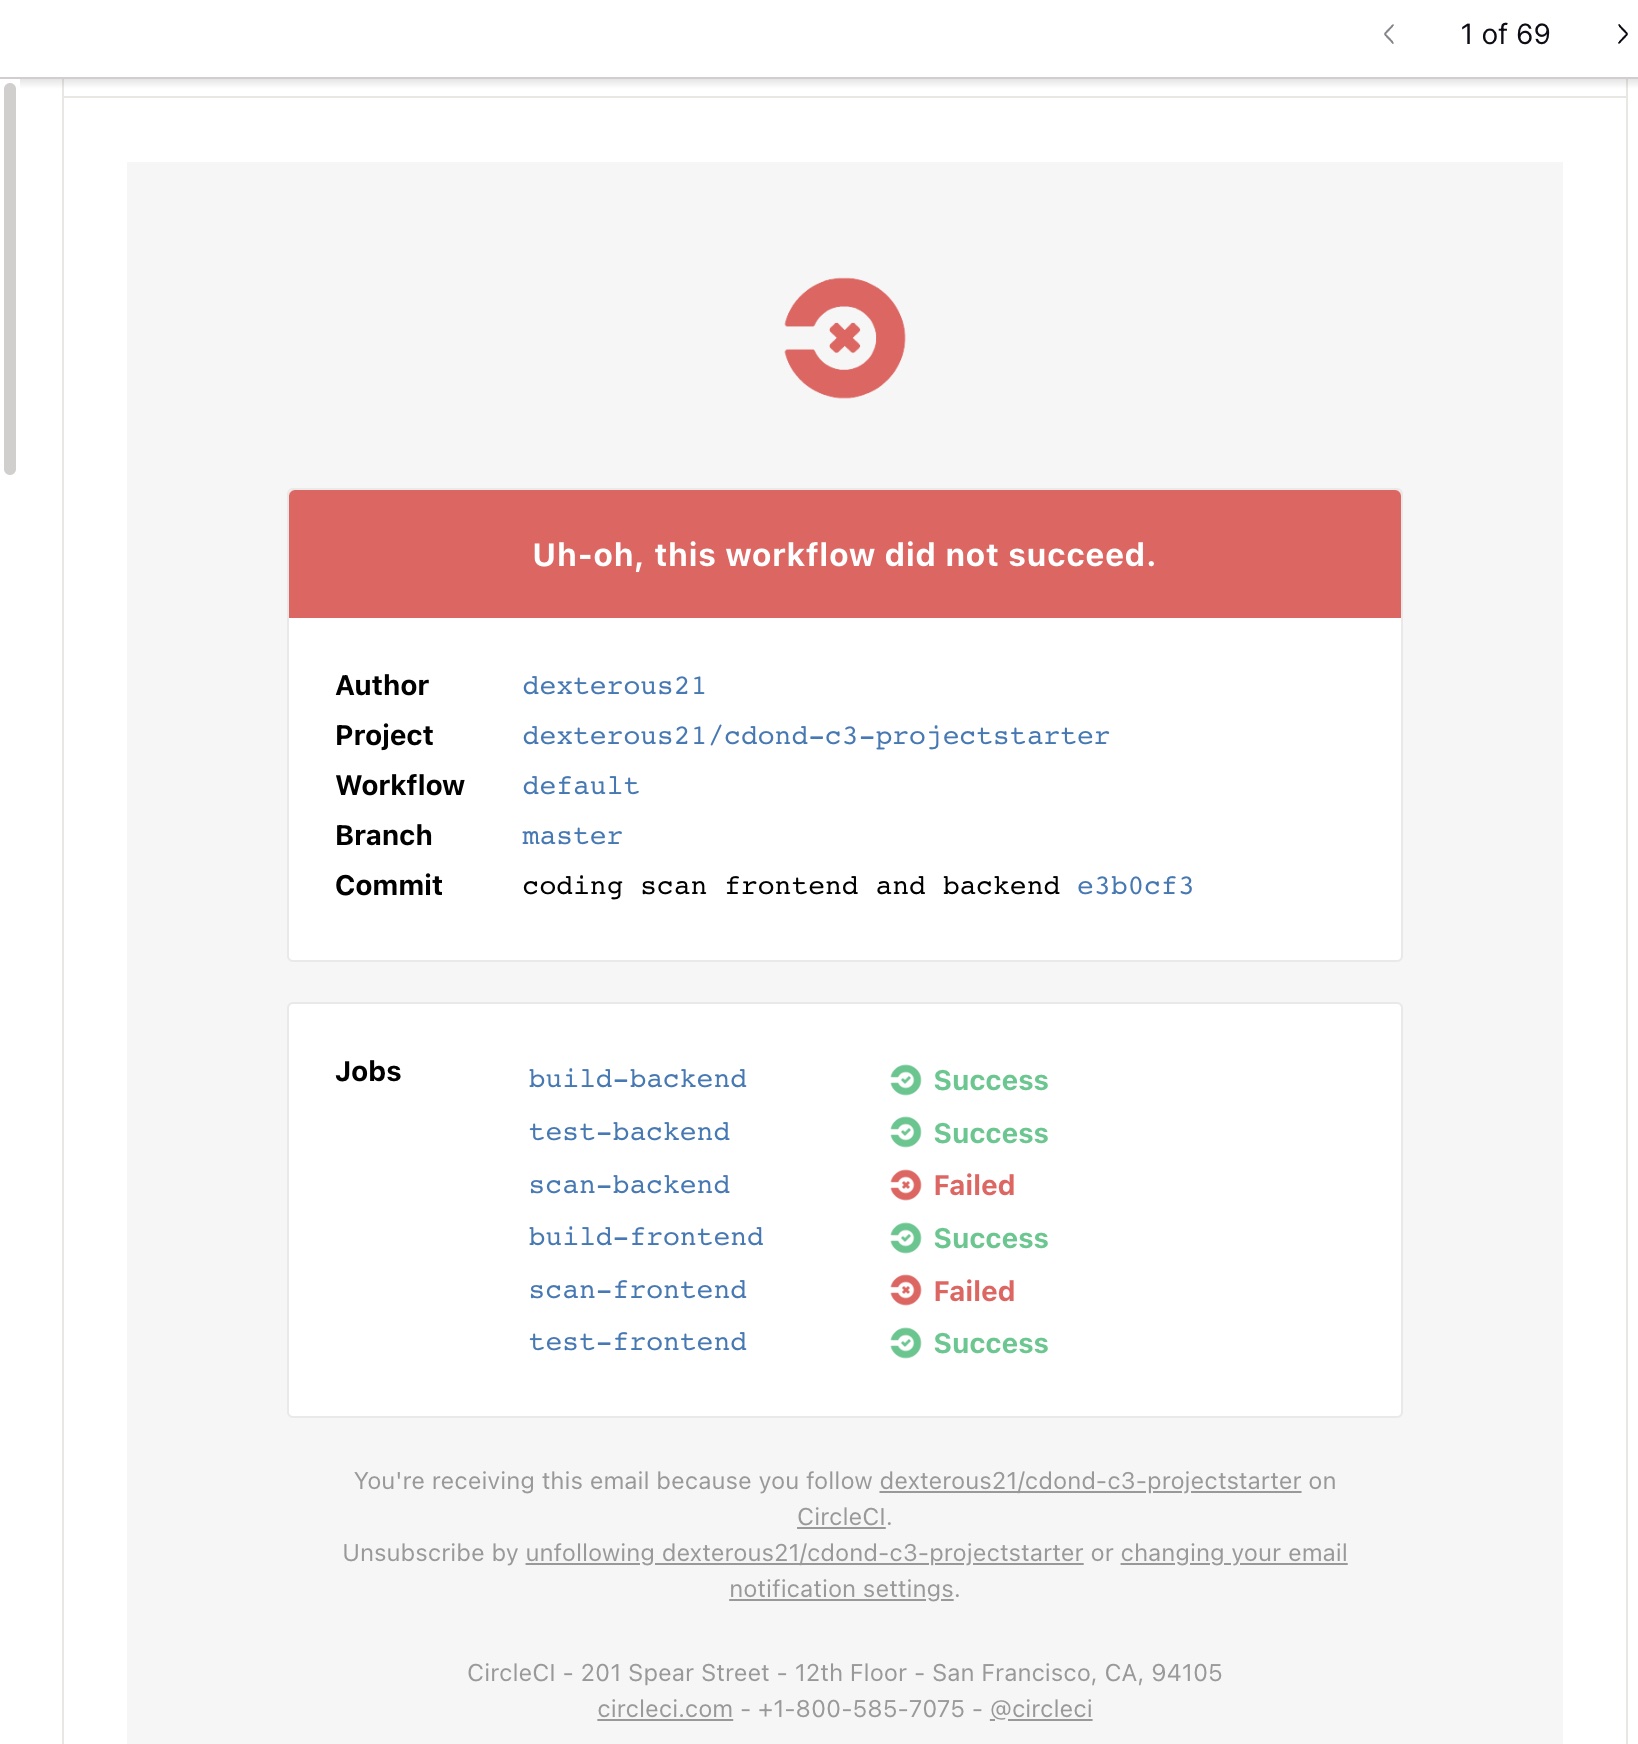 1 of 69
Uh-oh, this workflow did not succeed.
Author dexterous21
Project dexterous21/cdond-c3-projectstarter
Workflow default
Branch master
Commit coding scan frontend and backend e3b0cf3
Jobs build-backend Success
test-backend Success
scan-backend Failed
build-frontend Success
scan-frontend Failed
test-frontend Success
You're receiving this email because you follow dexterous21/cdond-c3-projectstarter on
CircleCI.
Unsubscribe by unfollowing dexterous21/cdond-c3-projectstarter or changing your email
notification settings.
CircleCI - 201 Spear Street - 12th Floor - San Francisco, CA, 94105
circleci.com - +1-800-585-7075 - @circleci